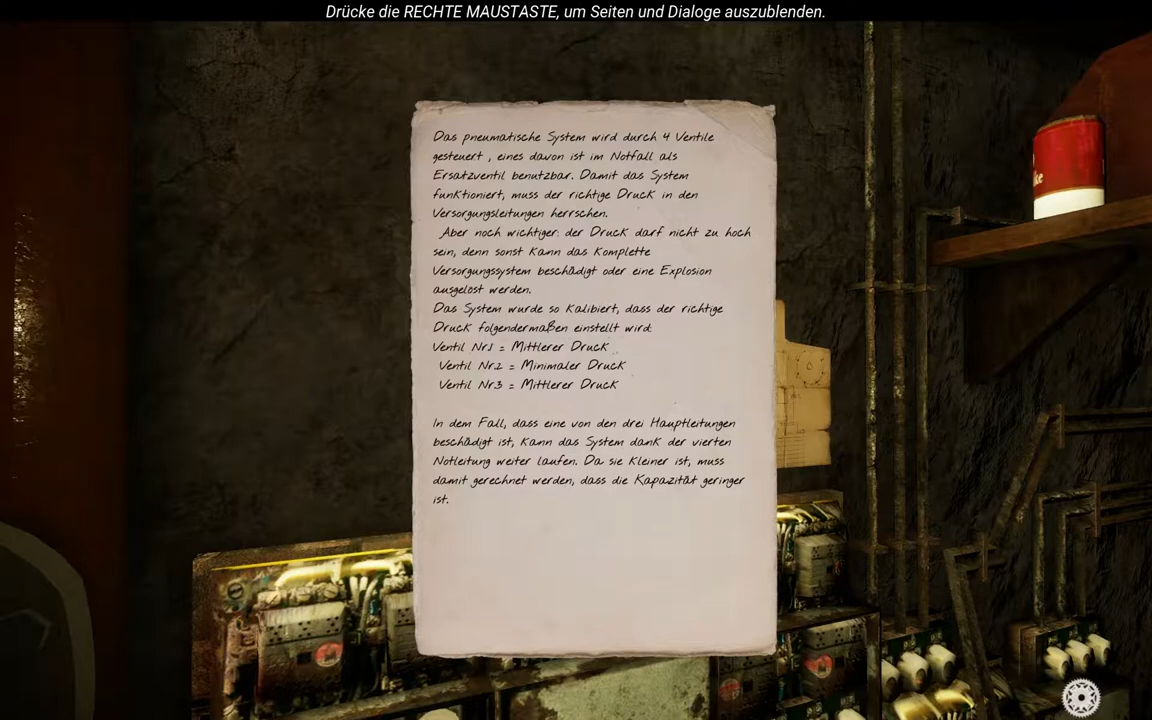 Drücke die RECHTE MAUSTASTE, um Seiten und Dialoge auszublenden.
Das pneumatische System wird durch 4 Ventile
gesteuert , eines davon ist im Notfall als
Ersatzventil benutzbar. Damit das System
funktioniert, muss der richtige Druck in den
Versorgungsleitungen herrschen.
Aber noch wichtiger: der Druck darf nicht zu hoch
sein, denn sonst kann das komplette
Versorgungssystem beschädigt oder eine Explosion
ausgelöst werden.
Das System wurde so kalibiert, dass der richtige
Druck folgendermaßen einstellt wird:
Ventil Nr.1 = Mittlerer Druck
Ventil Nr.2 = Minimaler Druck
Ventil Nr.3 = Mittlerer Druck
In dem Fall, dass eine von den drei Hauptleitungen
beschädigt ist, kann das System dank der vierten
Notleitung weiter laufen. Da sie kleiner ist, muss
damit gerechnet werden, dass die Kapazität geringer
ist.